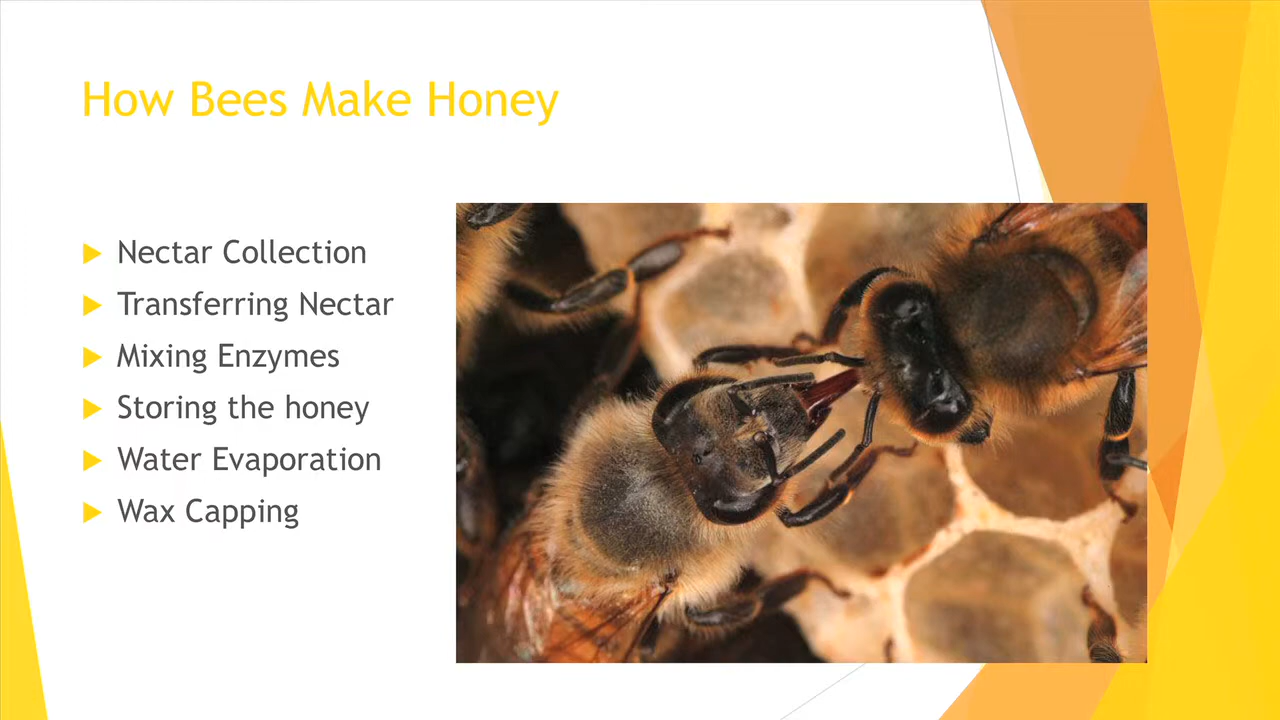 How Bees Make Honey
Nectar Collection
Transferring Nectar
Mixing Enzymes
Storing the honey
Water Evaporation
Wax Capping